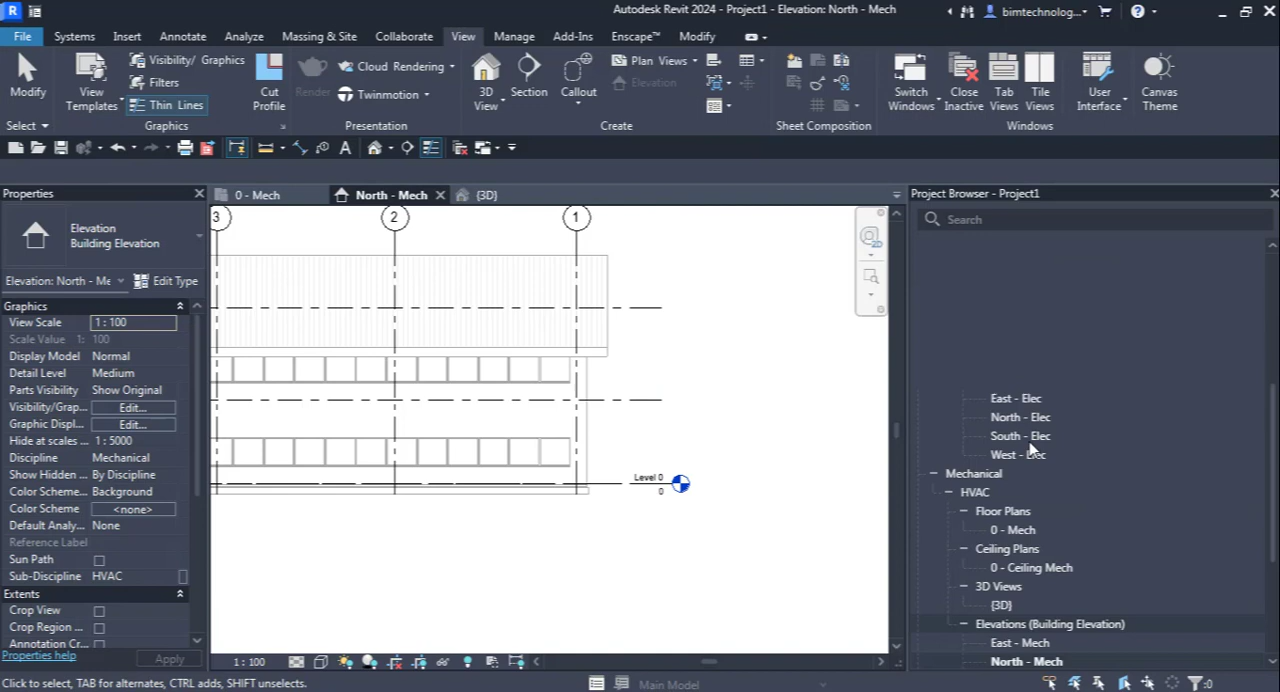 R
Autodesk Revit 2024 - Project1 - Elevation: North - Mech
bimtechnolog...
File Systems Insert Annotate Analyze Massing & Site Collaborate View Manage Add-Ins Enscape™ Modify
Modify
View Templates
Visibility/ Graphics
Filters
Thin Lines
Cut Profile
Render
Cloud Rendering
Twinmotion
3D View
Section
Callout
Plan Views
Elevation
Switch Windows
Close Inactive
Tab Views
Tile Views
User Interface
Canvas Theme
Select Graphics Presentation Create Sheet Composition Windows
Properties
0 - Mech
North - Mech
{3D}
Project Browser - Project1
Search
Elevation
Building Elevation
Elevation: North - Me
Edit Type
Graphics
View Scale 1 : 100
Scale Value 1: 100
Display Model Normal
Detail Level Medium
Parts Visibility Show Original
Visibility/Grap... Edit...
Graphic Displ... Edit...
Hide at scales ... 1 : 5000
Discipline Mechanical
Show Hidden ... By Discipline
Color Scheme... Background
Color Scheme <none>
Default Analy... None
Reference Label
Sun Path
Sub-Discipline HVAC
Extents
Crop View
Crop Region ...
Annotation Cr...
Properties help
Apply
3
2
1
Level 0
0
2D
East - Elec
North - Elec
South - Elec
West - Elec
Mechanical
HVAC
Floor Plans
0 - Mech
Ceiling Plans
0 - Ceiling Mech
3D Views
{3D}
Elevations (Building Elevation)
East - Mech
North - Mech
1 : 100
Click to select, TAB for alternates, CTRL adds, SHIFT unselects.
Main Model
:0